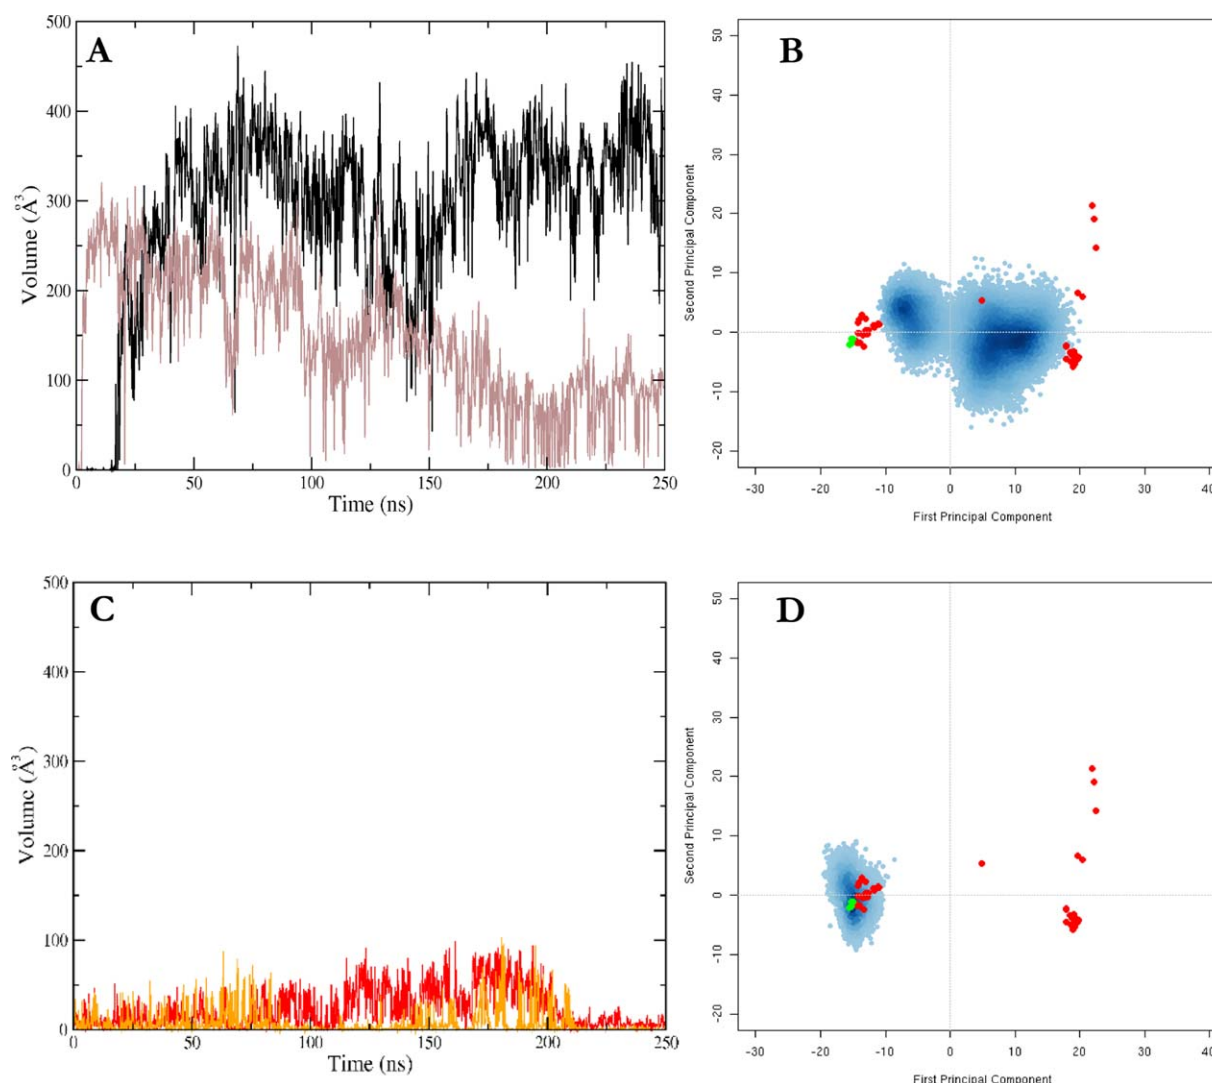 A
500
400
300
200
100
0
Volume (Å³)
0 50 100 150 200 250
Time (ns)
B
50
40
30
20
10
0
-10
-20
Second Principal Component
-30 -20 -10 0 10 20 30 40
First Principal Component
C
500
400
300
200
100
0
Volume (Å³)
0 50 100 150 200 250
Time (ns)
D
50
40
30
20
10
0
-10
-20
Second Principal Component
-30 -20 -10 0 10 20 30 40
First Principal Component